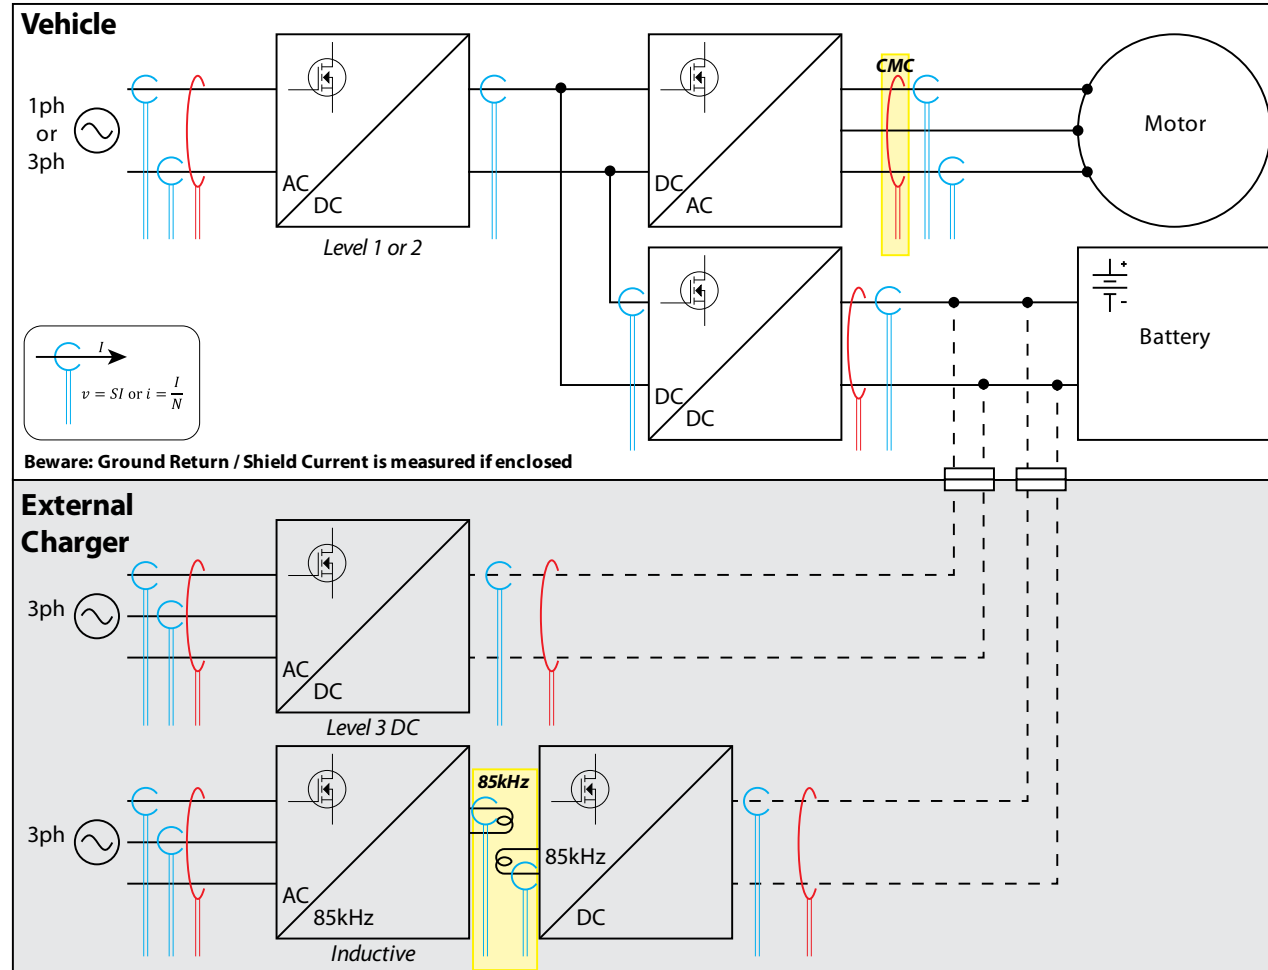 Vehicle
1ph
or
3ph
AC
DC
Level 1 or 2
DC
AC
CMC
Motor
DC
DC
+
-
Battery
I
v = SI or i = I/N
Beware: Ground Return / Shield Current is measured if enclosed
External
Charger
3ph
AC
DC
Level 3 DC
3ph
AC
85kHz
Inductive
85kHz
85kHz
DC